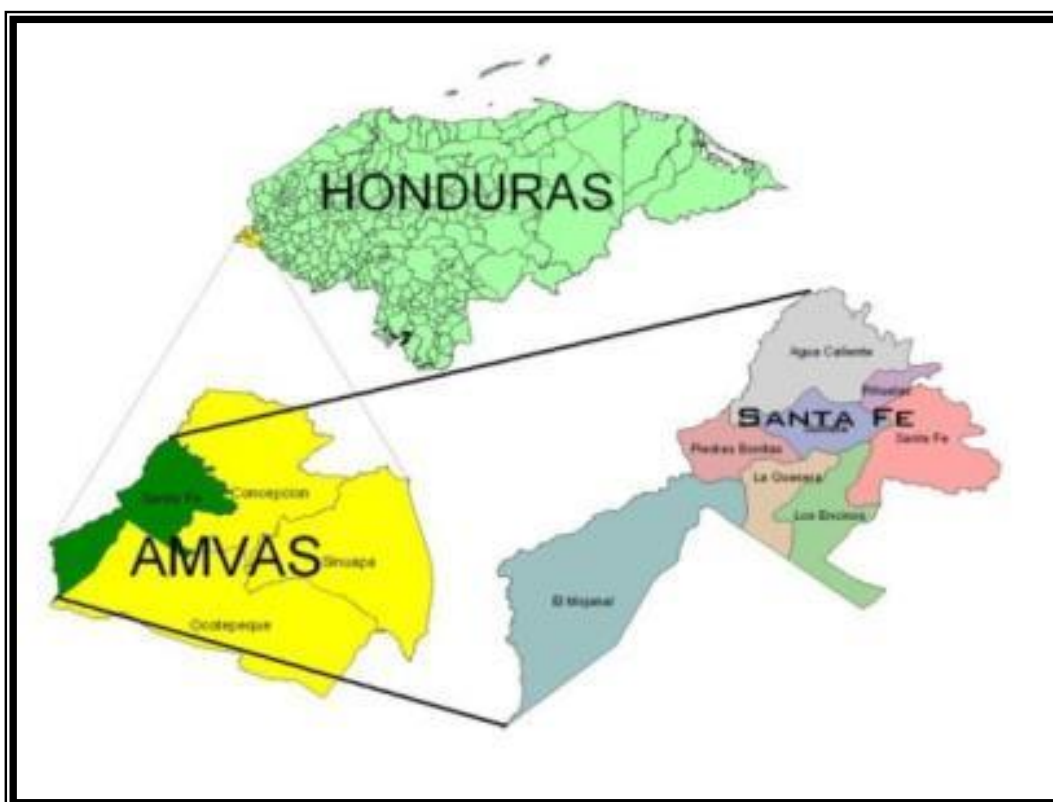 HONDURAS
Agua Caliente
SANTA FE
Santa Fe
Piedras Bonitas
La Guesera
Los Encinos
El Mojanal
Santa Fe
Concepcion
AMVAS
Sinuapa
Ocotepeque